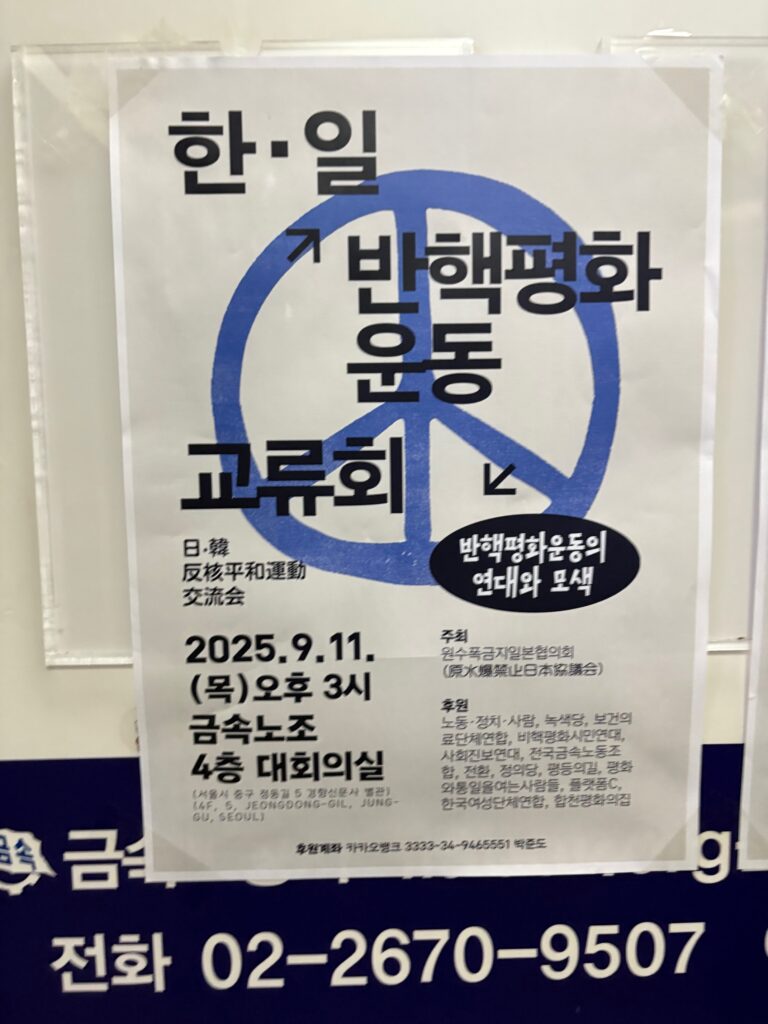 한·일
반핵평화
운동
교류회
日·韓
反核平和運動
交流会
반핵평화운동의
연대와 모색
2025.9.11.
(목)오후 3시
금속노조
4층 대회의실
(서울시 중구 정동길 5 경향신문사 별관)
(4F, 5, JEONGDONG-GIL, JUNG-
GU, SEOUL)
주최
원수폭금지일본협의회
(原水爆禁止日本協議会)
후원
노동·정치·사람, 녹색당, 보건의
료단체연합, 비핵평화시민연대,
사회진보연대, 전국금속노동조
합, 전환, 정의당, 평등의길, 평화
와통일을여는사람들, 플랫폼C,
한국여성단체연합, 합천평화의집
후원계좌 카카오뱅크 3333-34-9465551 박준도
금속
금속
전화 02-2670-9507